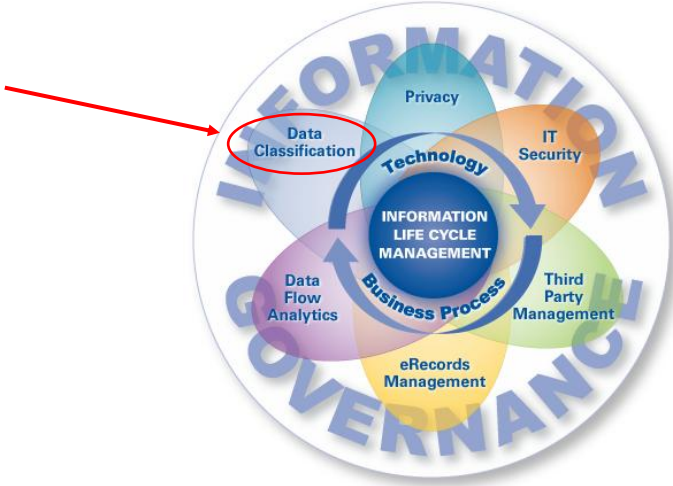 INFORMATION
Privacy
Data
Classification
IT
Security
Technology
INFORMATION
LIFE CYCLE
MANAGEMENT
Business Process
Data
Flow
Analytics
Third
Party
Management
eRecords
Management
GOVERNANCE